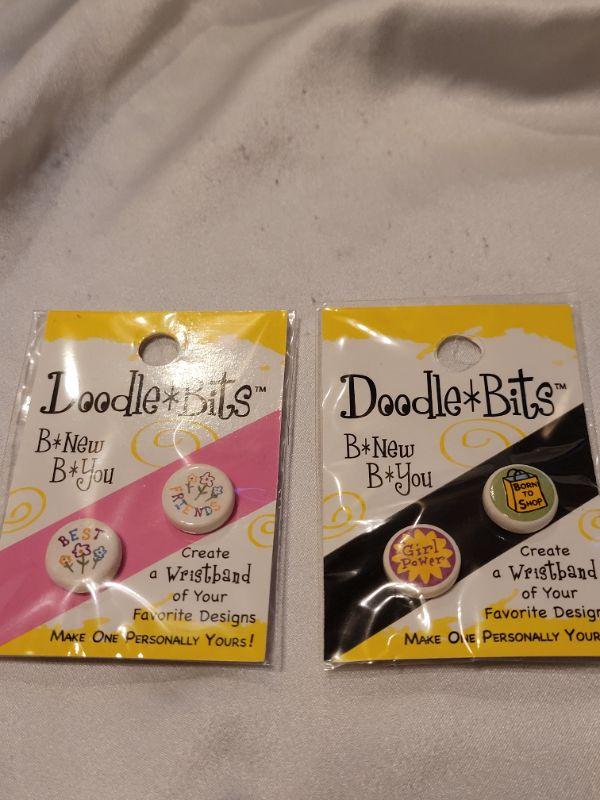 Doodle*Bits™
B*New
B*You
FRIENDS
BEST
Create
a Wristband
of Your
Favorite Designs
Make One Personally Yours!
Doodle*Bits™
B*New
B*You
Born
to
Shop
Girl
Power
Create
a Wristband
of Your
Favorite Design
Make One Personally Your